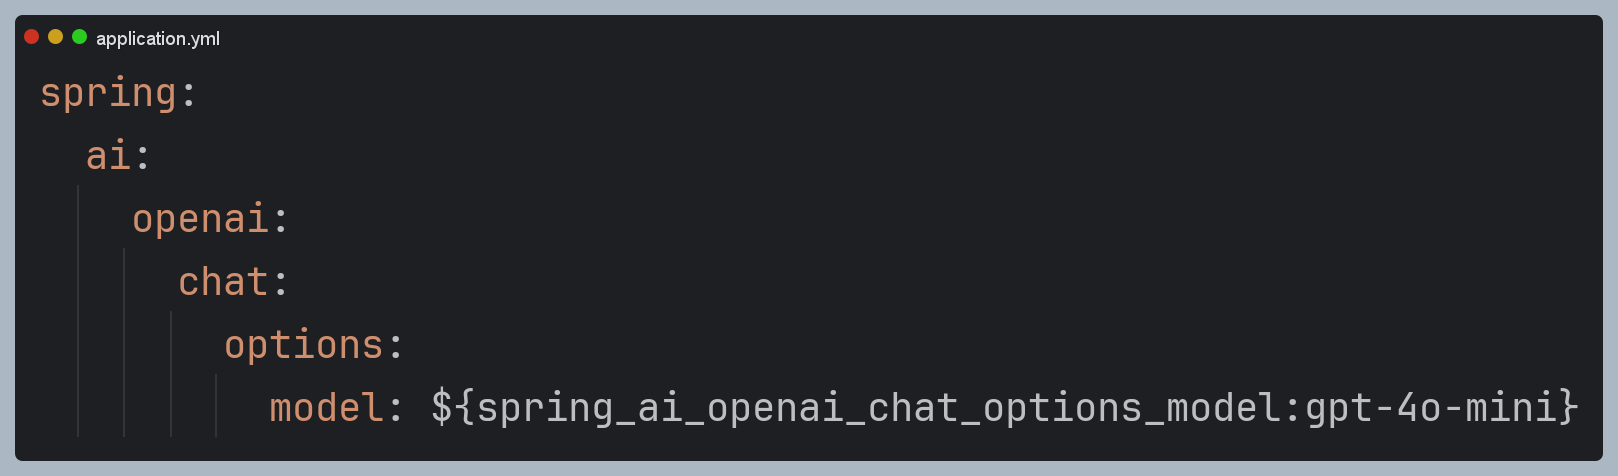 application.yml
spring:
  ai:
    openai:
      chat:
        options:
          model: ${spring_ai_openai_chat_options_model:gpt-4o-mini}